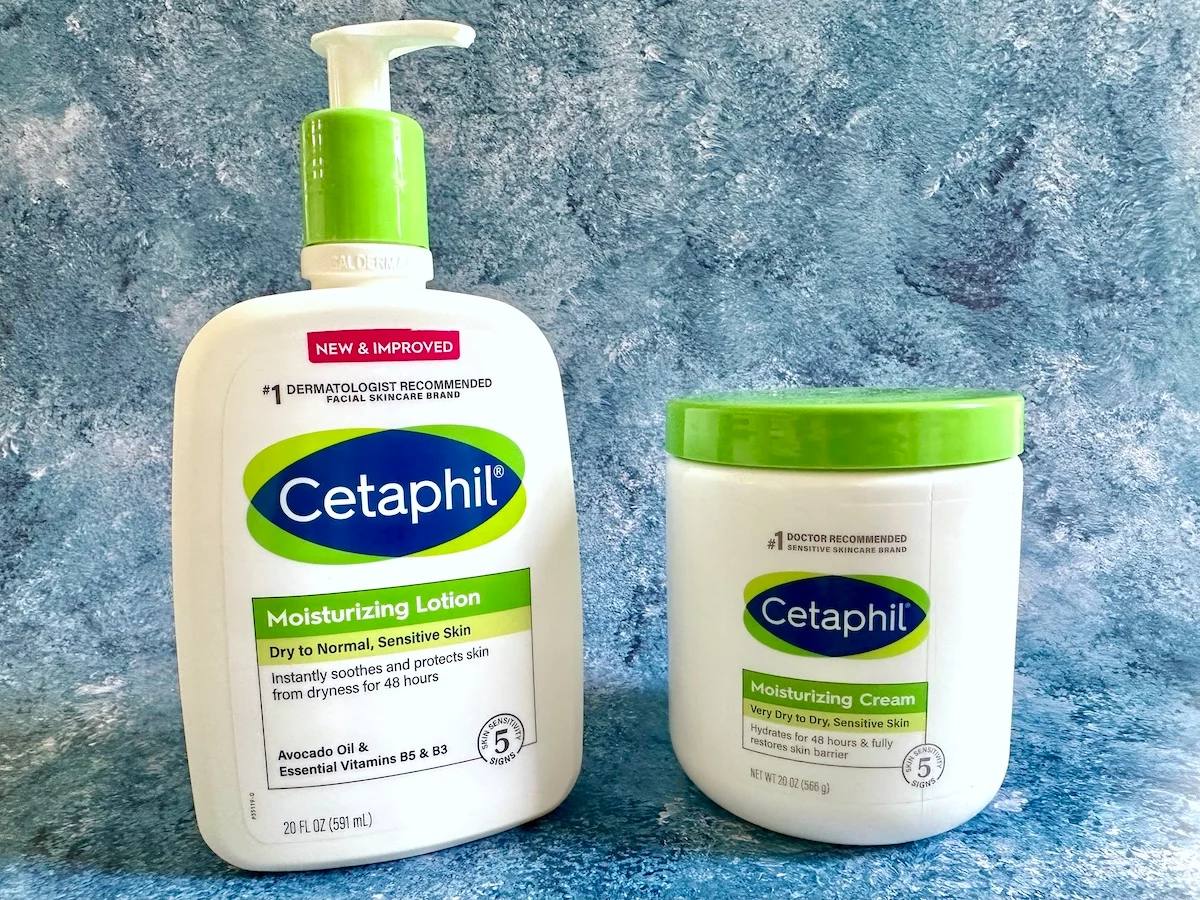 GALDERMA
NEW & IMPROVED
#1 DERMATOLOGIST RECOMMENDED
FACIAL SKINCARE BRAND
Cetaphil®
Moisturizing Lotion
Dry to Normal, Sensitive Skin
Instantly soothes and protects skin
from dryness for 48 hours
Avocado Oil &
Essential Vitamins B5 & B3
SKIN SENSITIVITY
5
SIGNS
20 FL OZ (591 mL)
#1 DOCTOR RECOMMENDED
SENSITIVE SKINCARE BRAND
Cetaphil®
Moisturizing Cream
Very Dry to Dry, Sensitive Skin
Hydrates for 48 hours & fully
restores skin barrier
SKIN SENSITIVITY
5
SIGNS
NET WT 20 OZ (566 g)